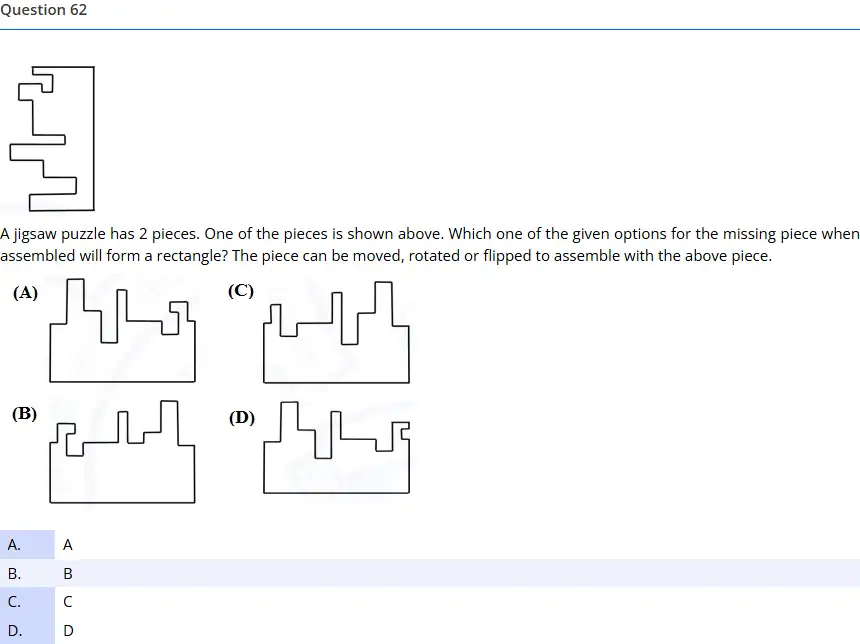 Question 62
A jigsaw puzzle has 2 pieces. One of the pieces is shown above. Which one of the given options for the missing piece when
assembled will form a rectangle? The piece can be moved, rotated or flipped to assemble with the above piece.
(A) (C)
(B) (D)
A. A
B. B
C. C
D. D